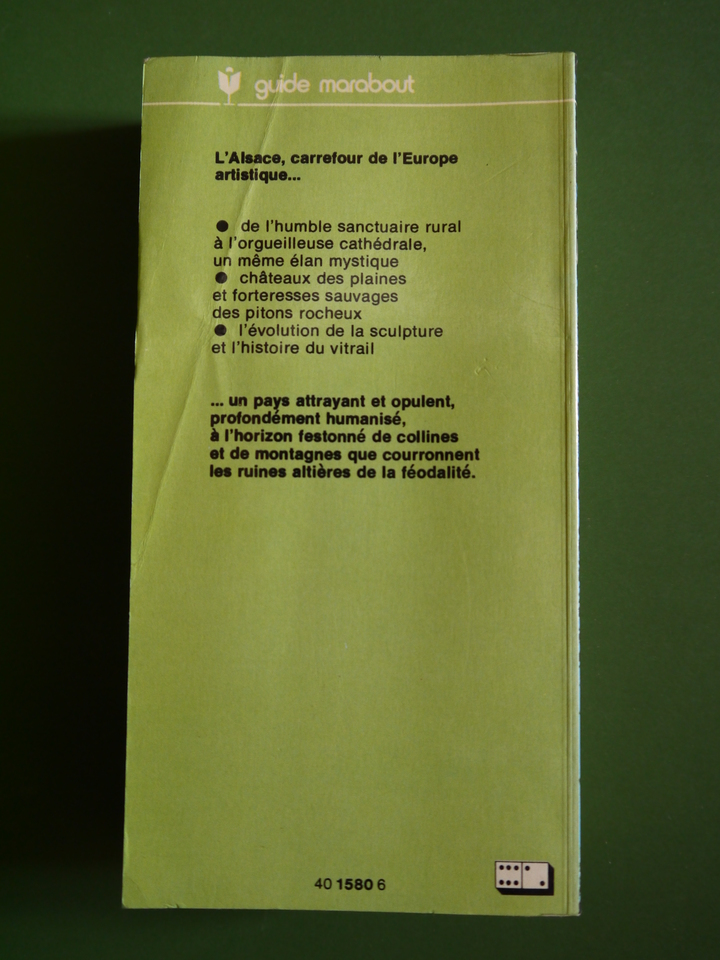 guide marabout
L'Alsace, carrefour de l'Europe
artistique...
● de l'humble sanctuaire rural
à l'orgueilleuse cathédrale,
un même élan mystique
● châteaux des plaines
et forteresses sauvages
des pitons rocheux
● l'évolution de la sculpture
et l'histoire du vitrail
... un pays attrayant et opulent,
profondément humanisé,
à l'horizon festonné de collines
et de montagnes que courronnent
les ruines altières de la féodalité.
40 1580 6